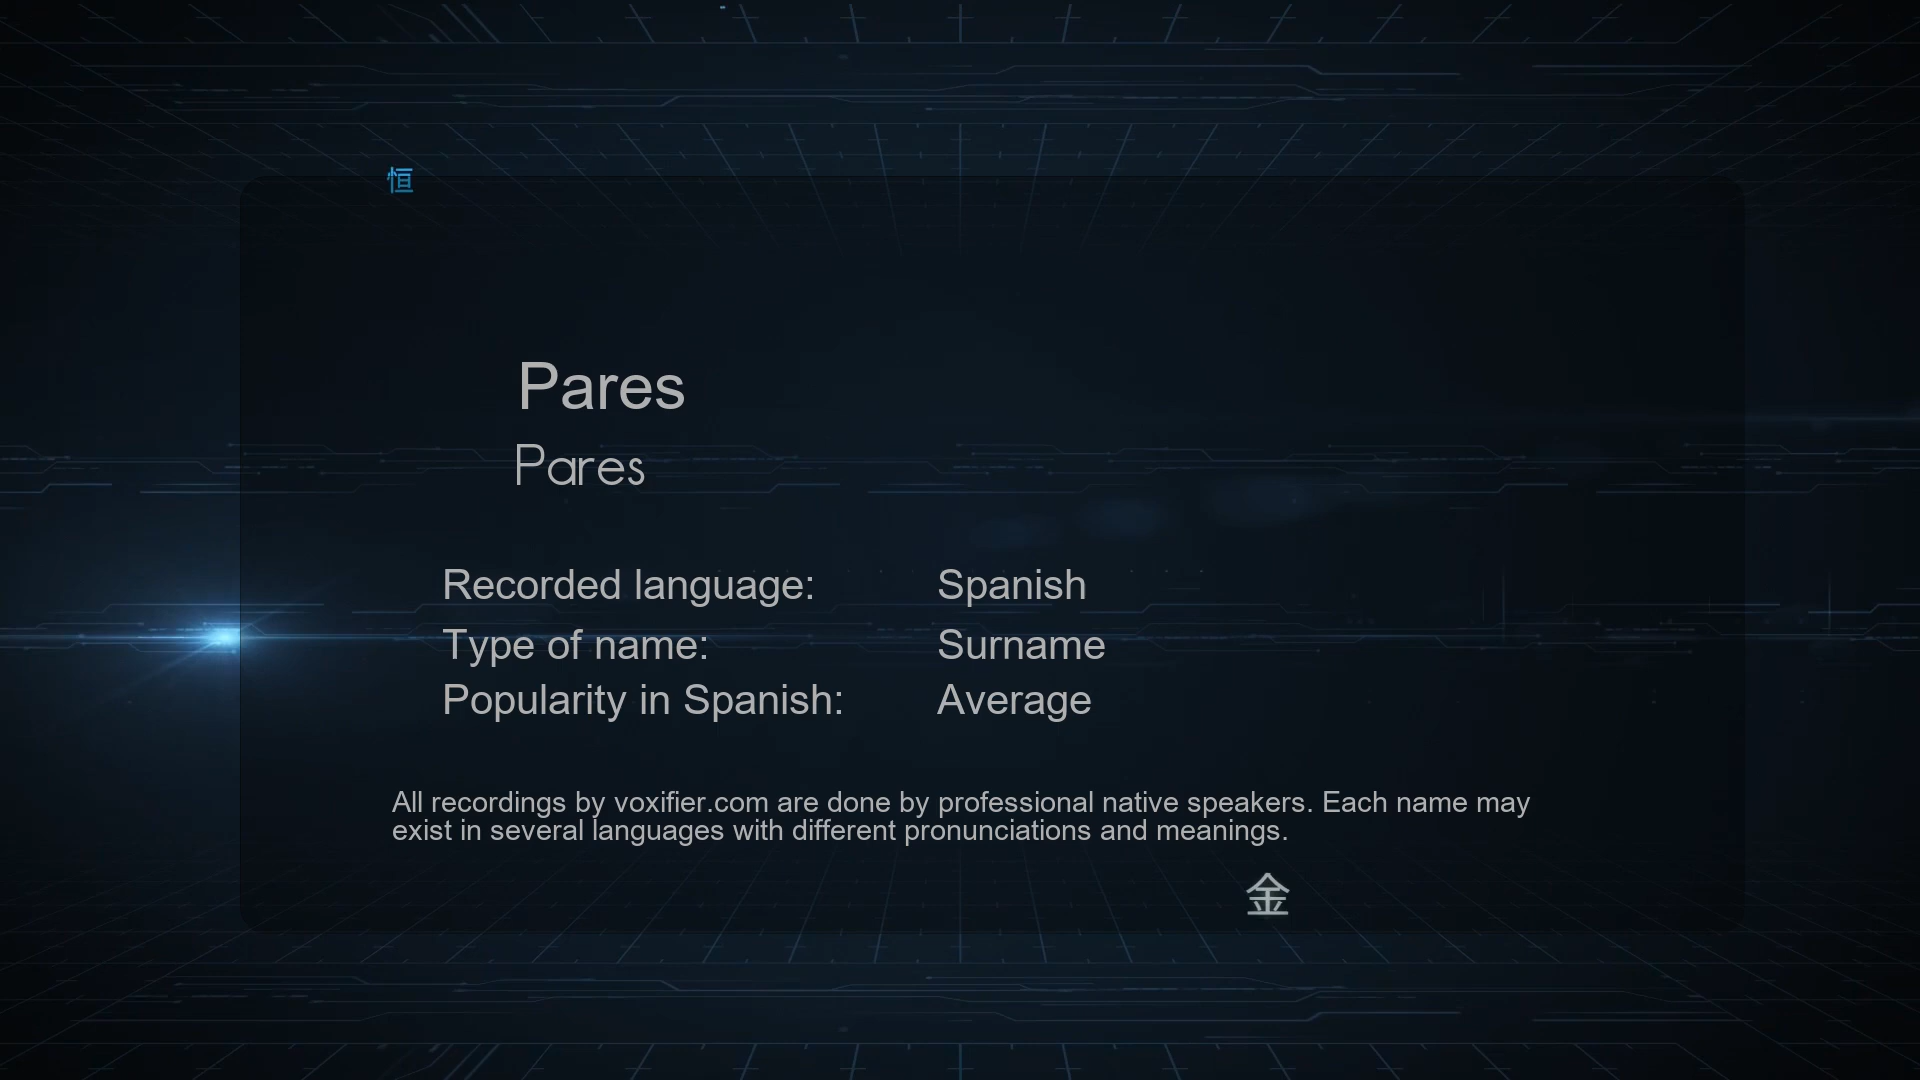 恒
Pares
Pares
Recorded language: Spanish
Type of name: Surname
Popularity in Spanish: Average
All recordings by voxifier.com are done by professional native speakers. Each name may
exist in several languages with different pronunciations and meanings.
金